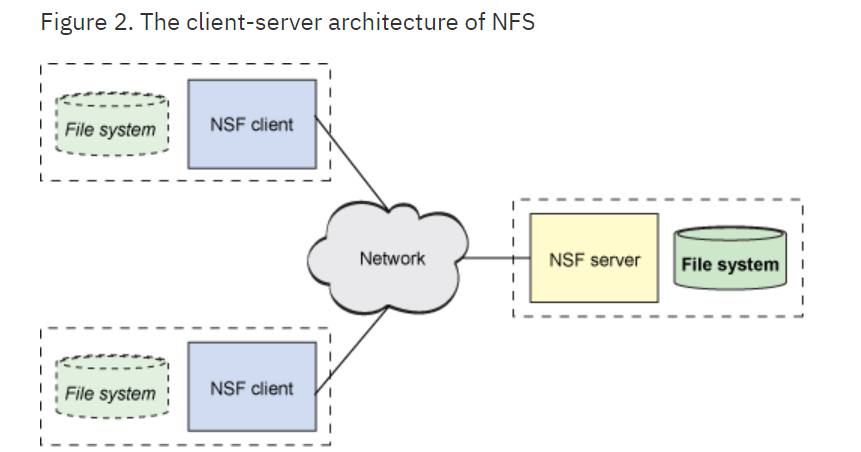 Figure 2. The client-server architecture of NFS
File system
NSF client
Network
NSF server
File system
File system
NSF client